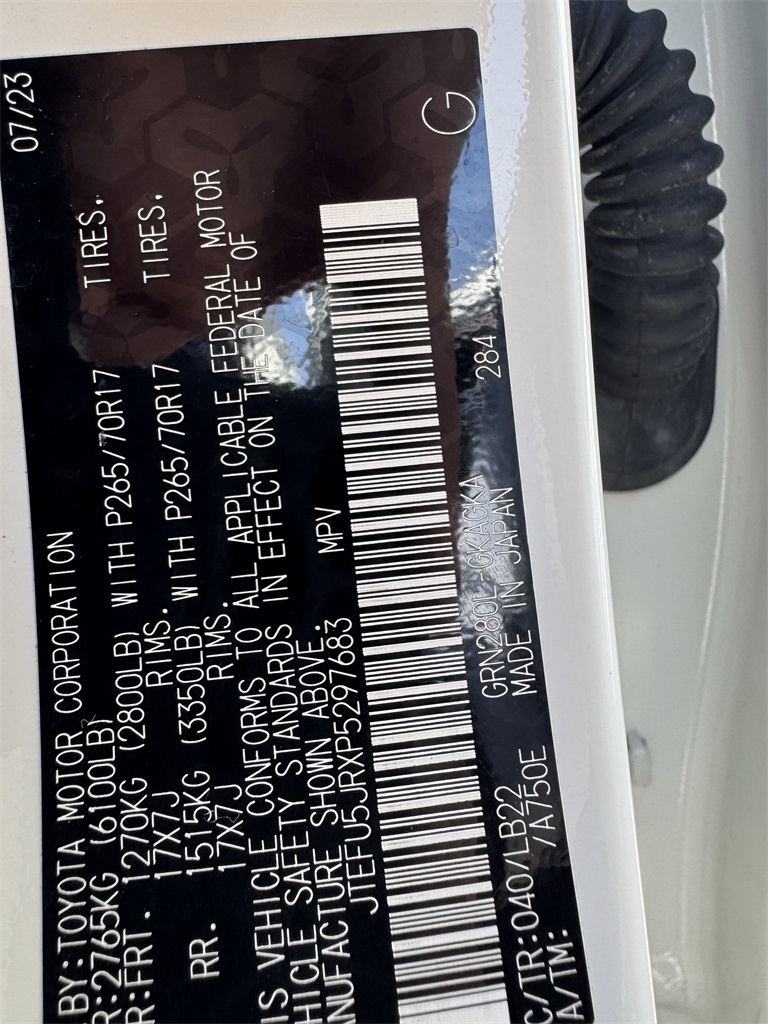 BY:TOYOTA MOTOR CORPORATION 07/23
R:2765KG (6100LB)
R:FRT. 1270KG (2800LB) WITH P265/70R17 TIRES,
17X7J RIMS.
RR. 1515KG (3350LB) WITH P265/70R17 TIRES,
17X7J RIMS.
IS VEHICLE CONFORMS TO ALL APPLICABLE FEDERAL MOTOR
HICLE SAFETY STANDARDS IN EFFECT ON THE DATE OF
NUFACTURE SHOWN ABOVE.
JTEFU5JRXP5297683 MPV
G
C/TR:040/LB22 GRN280L-GKAGKA 284
A/TM: /A750E MADE IN JAPAN